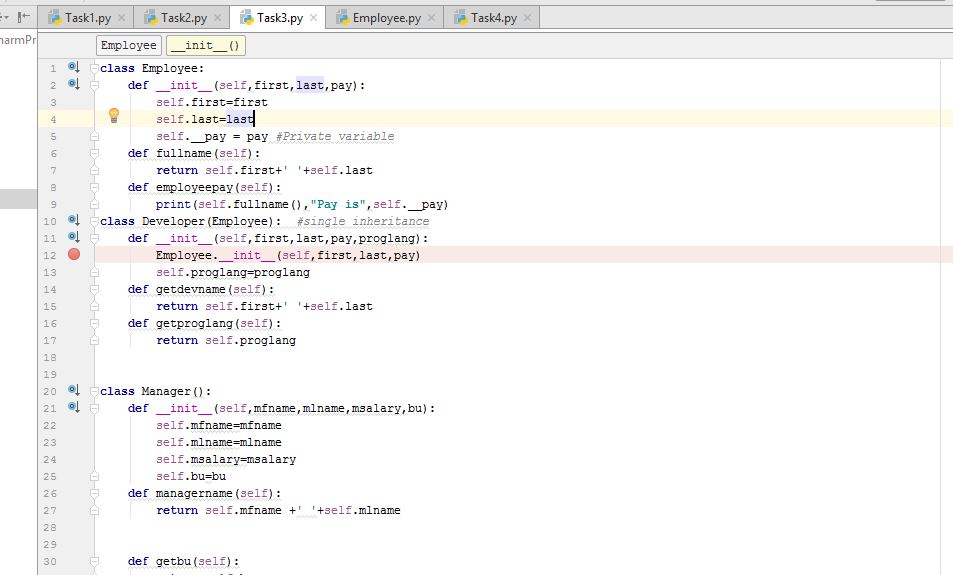 Task1.py Task2.py Task3.py Employee.py Task4.py
Employee __init__()
1 class Employee:
2 def __init__(self,first,last,pay):
3 self.first=first
4 self.last=last
5 self.__pay = pay #Private variable
6 def fullname(self):
7 return self.first+' '+self.last
8 def employeepay(self):
9 print(self.fullname(),"Pay is",self.__pay)
10 class Developer(Employee): #single inheritance
11 def __init__(self,first,last,pay,proglang):
12 Employee.__init__(self,first,last,pay)
13 self.proglang=proglang
14 def getdevname(self):
15 return self.first+' '+self.last
16 def getproglang(self):
17 return self.proglang
18
19
20 class Manager():
21 def __init__(self,mfname,mlname,msalary,bu):
22 self.mfname=mfname
23 self.mlname=mlname
24 self.msalary=msalary
25 self.bu=bu
26 def managername(self):
27 return self.mfname +' '+self.mlname
28
29
30 def getbu(self):